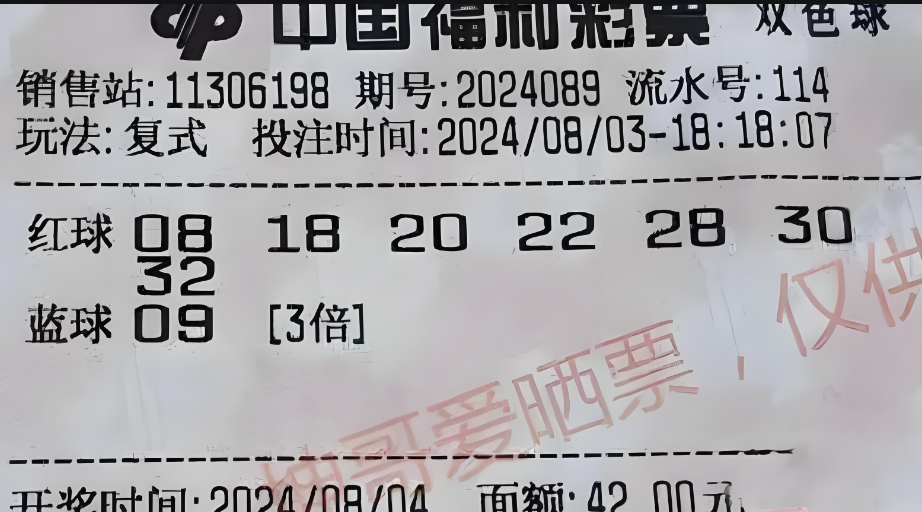 中国福利彩票 双色球
销售站:11306198 期号:2024089 流水号:114
玩法:复式 投注时间:2024/08/03-18:18:07
红球 08 18 20 22 28 30
32
蓝球 09 [3倍]
坤哥爱晒票,仅供
开奖时间:2024/08/04 面额:42.00元